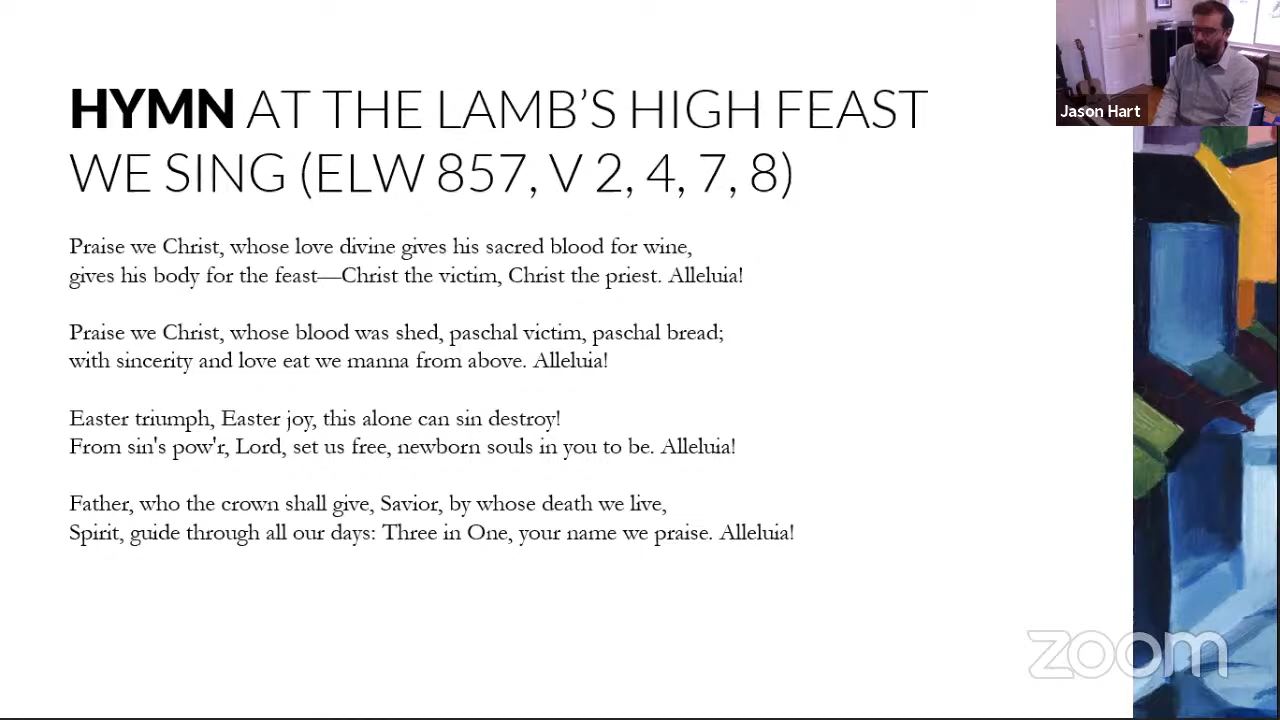 HYMN AT THE LAMB’S HIGH FEAST
WE SING (ELW 857, V 2, 4, 7, 8)
Praise we Christ, whose love divine gives his sacred blood for wine,
gives his body for the feast—Christ the victim, Christ the priest. Alleluia!
Praise we Christ, whose blood was shed, paschal victim, paschal bread;
with sincerity and love eat we manna from above. Alleluia!
Easter triumph, Easter joy, this alone can sin destroy!
From sin's pow'r, Lord, set us free, newborn souls in you to be. Alleluia!
Father, who the crown shall give, Savior, by whose death we live,
Spirit, guide through all our days: Three in One, your name we praise. Alleluia!
Jason Hart
zoom